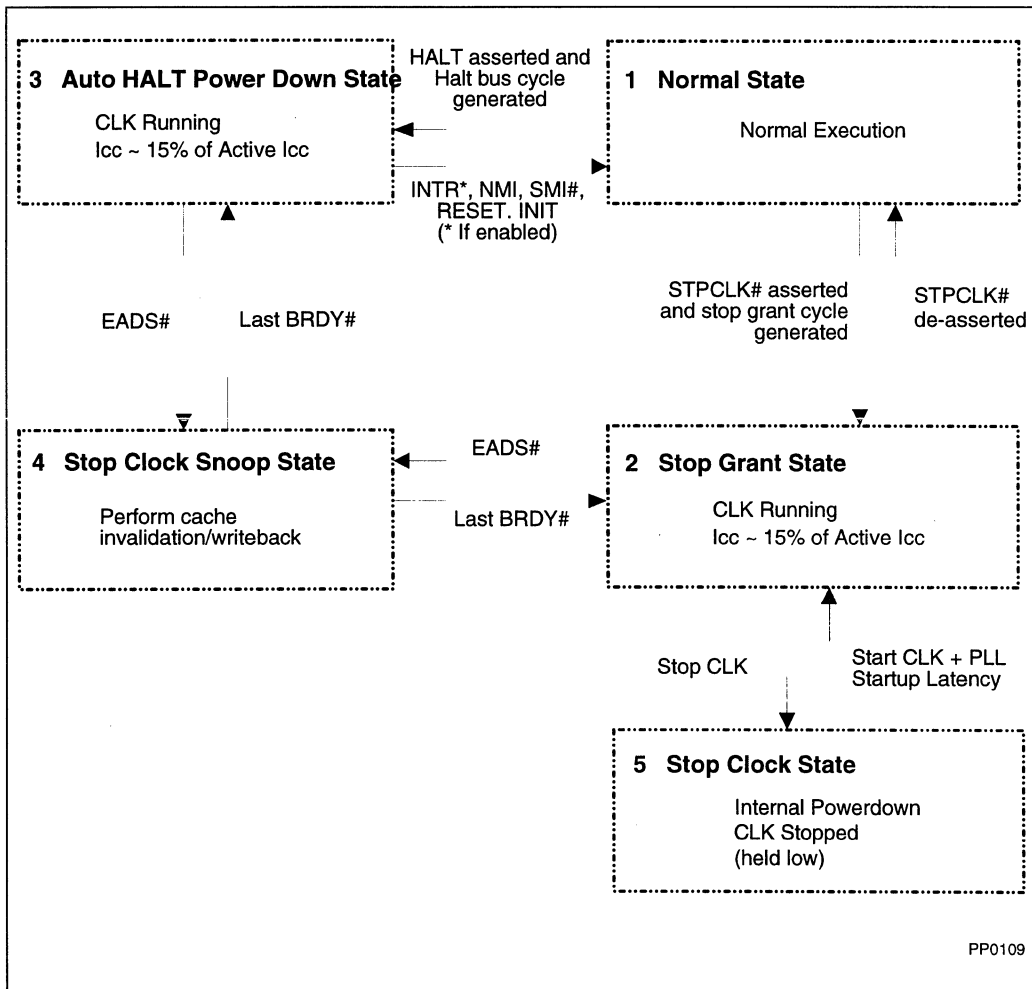 3 Auto HALT Power Down State
CLK Running
Icc ~ 15% of Active Icc
HALT asserted and
Halt bus cycle
generated
INTR*, NMI, SMI#,
RESET. INIT
(* If enabled)
1 Normal State
Normal Execution
EADS#
Last BRDY#
STPCLK# asserted
and stop grant cycle
generated
STPCLK#
de-asserted
4 Stop Clock Snoop State
Perform cache
invalidation/writeback
EADS#
Last BRDY#
2 Stop Grant State
CLK Running
Icc ~ 15% of Active Icc
Stop CLK
Start CLK + PLL
Startup Latency
5 Stop Clock State
Internal Powerdown
CLK Stopped
(held low)
PP0109